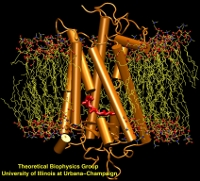 Theoretical Biophysics Group
University of Illinois at Urbana-Champaign